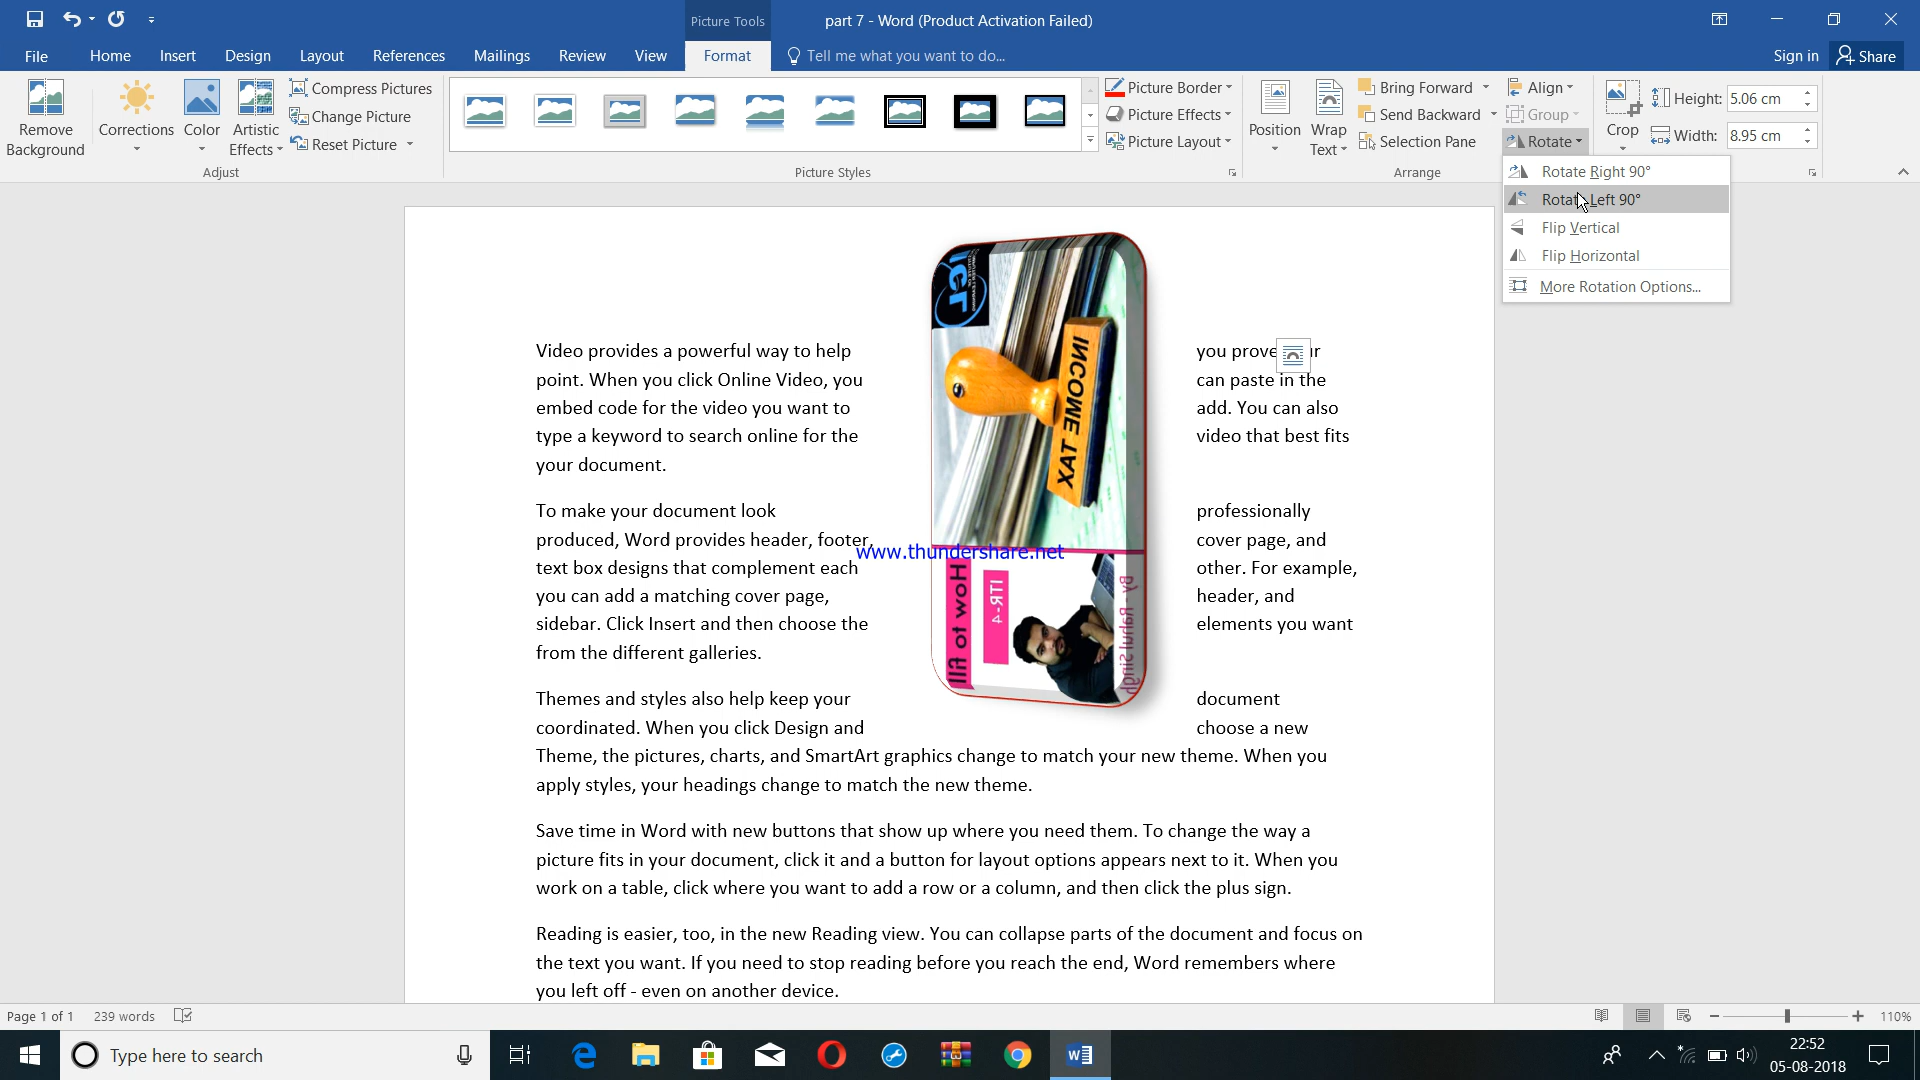 Picture Tools
part 7 - Word (Product Activation Failed)
File Home Insert Design Layout References Mailings Review View Format Tell me what you want to do... Sign in Share
Remove Background
Corrections
Color
Artistic Effects
Compress Pictures
Change Picture
Reset Picture
Adjust
Picture Styles
Picture Border
Picture Effects
Picture Layout
Position
Wrap Text
Bring Forward
Send Backward
Selection Pane
Align
Group
Rotate
Arrange
Crop
Height: 5.06 cm
Width: 8.95 cm
Rotate Right 90°
Rotate Left 90°
Flip Vertical
Flip Horizontal
More Rotation Options...
INCOME TAX
How to fill
ITR-4
By - Rahul Singh
www.thundershare.net
Video provides a powerful way to help you prove
point. When you click Online Video, you can paste in the
embed code for the video you want to add. You can also
type a keyword to search online for the video that best fits
your document.
To make your document look professionally
produced, Word provides header, footer, cover page, and
text box designs that complement each other. For example,
you can add a matching cover page, header, and
sidebar. Click Insert and then choose the elements you want
from the different galleries.
Themes and styles also help keep your document
coordinated. When you click Design and choose a new
Theme, the pictures, charts, and SmartArt graphics change to match your new theme. When you
apply styles, your headings change to match the new theme.
Save time in Word with new buttons that show up where you need them. To change the way a
picture fits in your document, click it and a button for layout options appears next to it. When you
work on a table, click where you want to add a row or a column, and then click the plus sign.
Reading is easier, too, in the new Reading view. You can collapse parts of the document and focus on
the text you want. If you need to stop reading before you reach the end, Word remembers where
you left off - even on another device.
Page 1 of 1 239 words 110%
Type here to search
22:52
05-08-2018